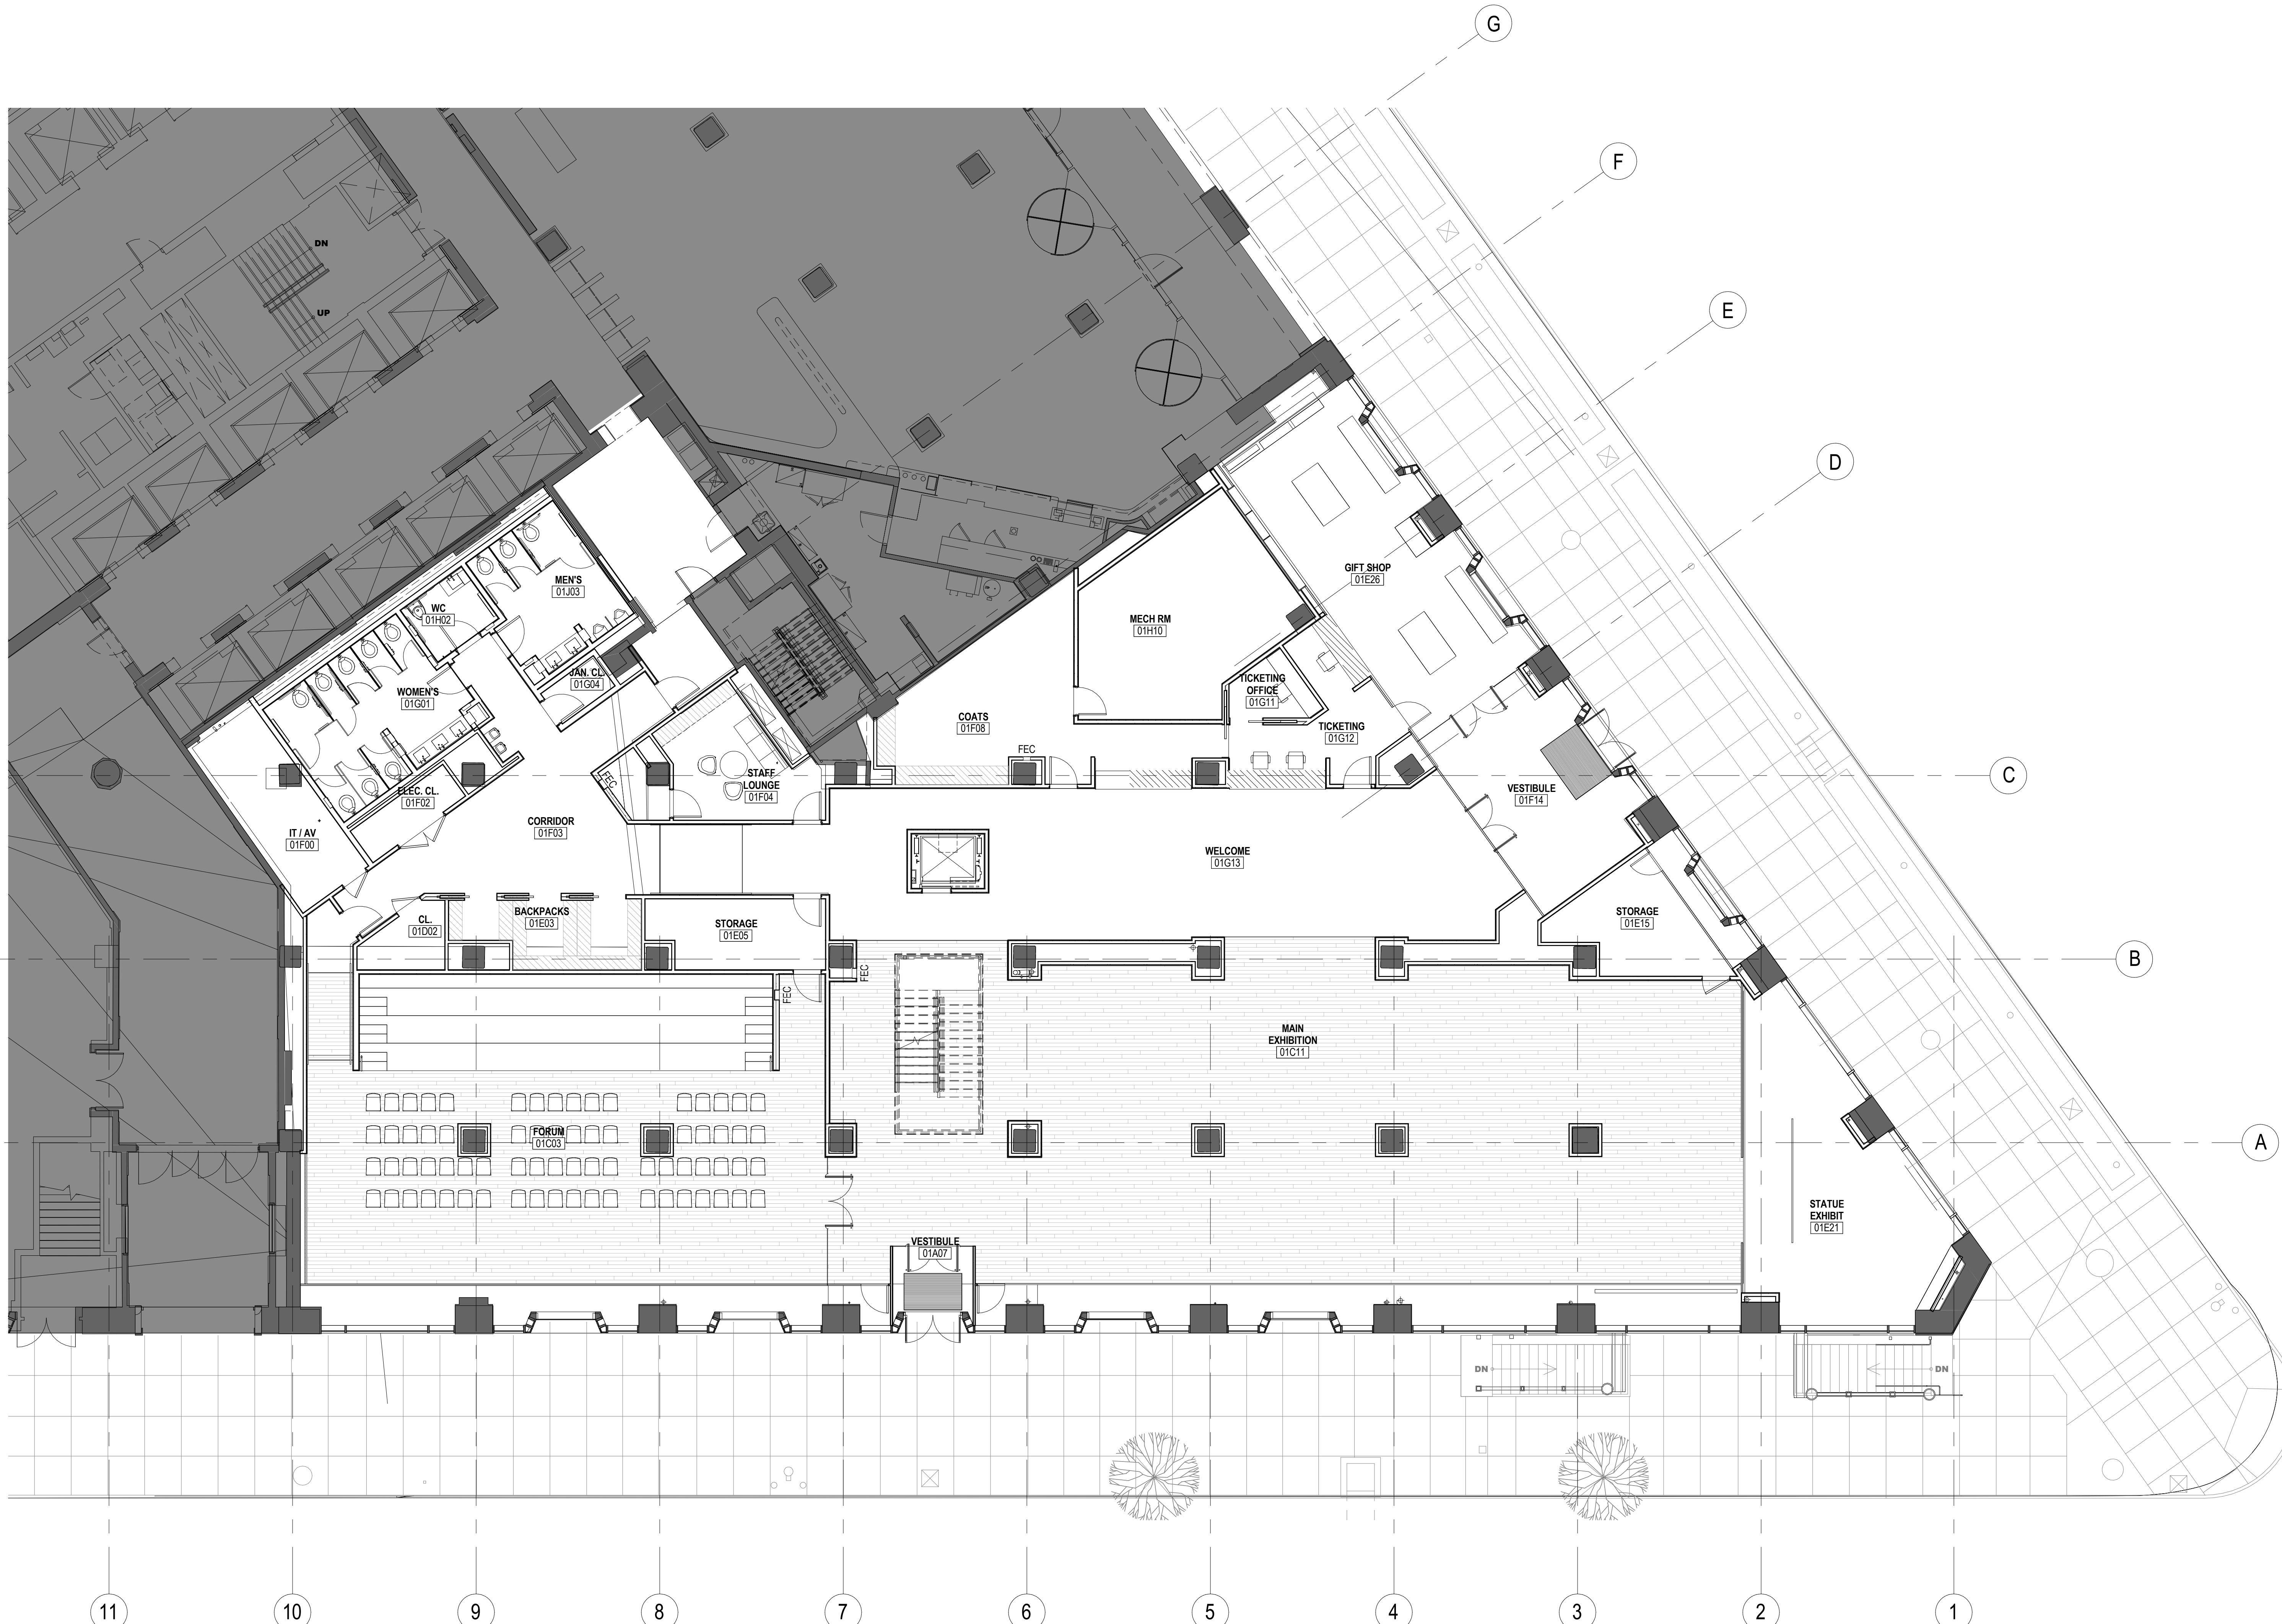 G
F
E
D
C
B
A
DN
UP
MEN'S
01J03
WC
01H02
JAN. CL.
01G04
WOMEN'S
01G01
ELEC. CL.
01F02
IT / AV
01F00
CORRIDOR
01F03
FEC
STAFF
LOUNGE
01F04
COATS
01F08
FEC
MECH RM
01H10
TICKETING
OFFICE
01G11
TICKETING
01G12
GIFT SHOP
01E26
VESTIBULE
01F14
WELCOME
01G13
CL.
01D02
BACKPACKS
01E03
STORAGE
01E05
STORAGE
01E15
FEC
FEC
MAIN
EXHIBITION
01C11
FORUM
01C03
STATUE
EXHIBIT
01E21
VESTIBULE
01A07
DN
DN
11
10
9
8
7
6
5
4
3
2
1